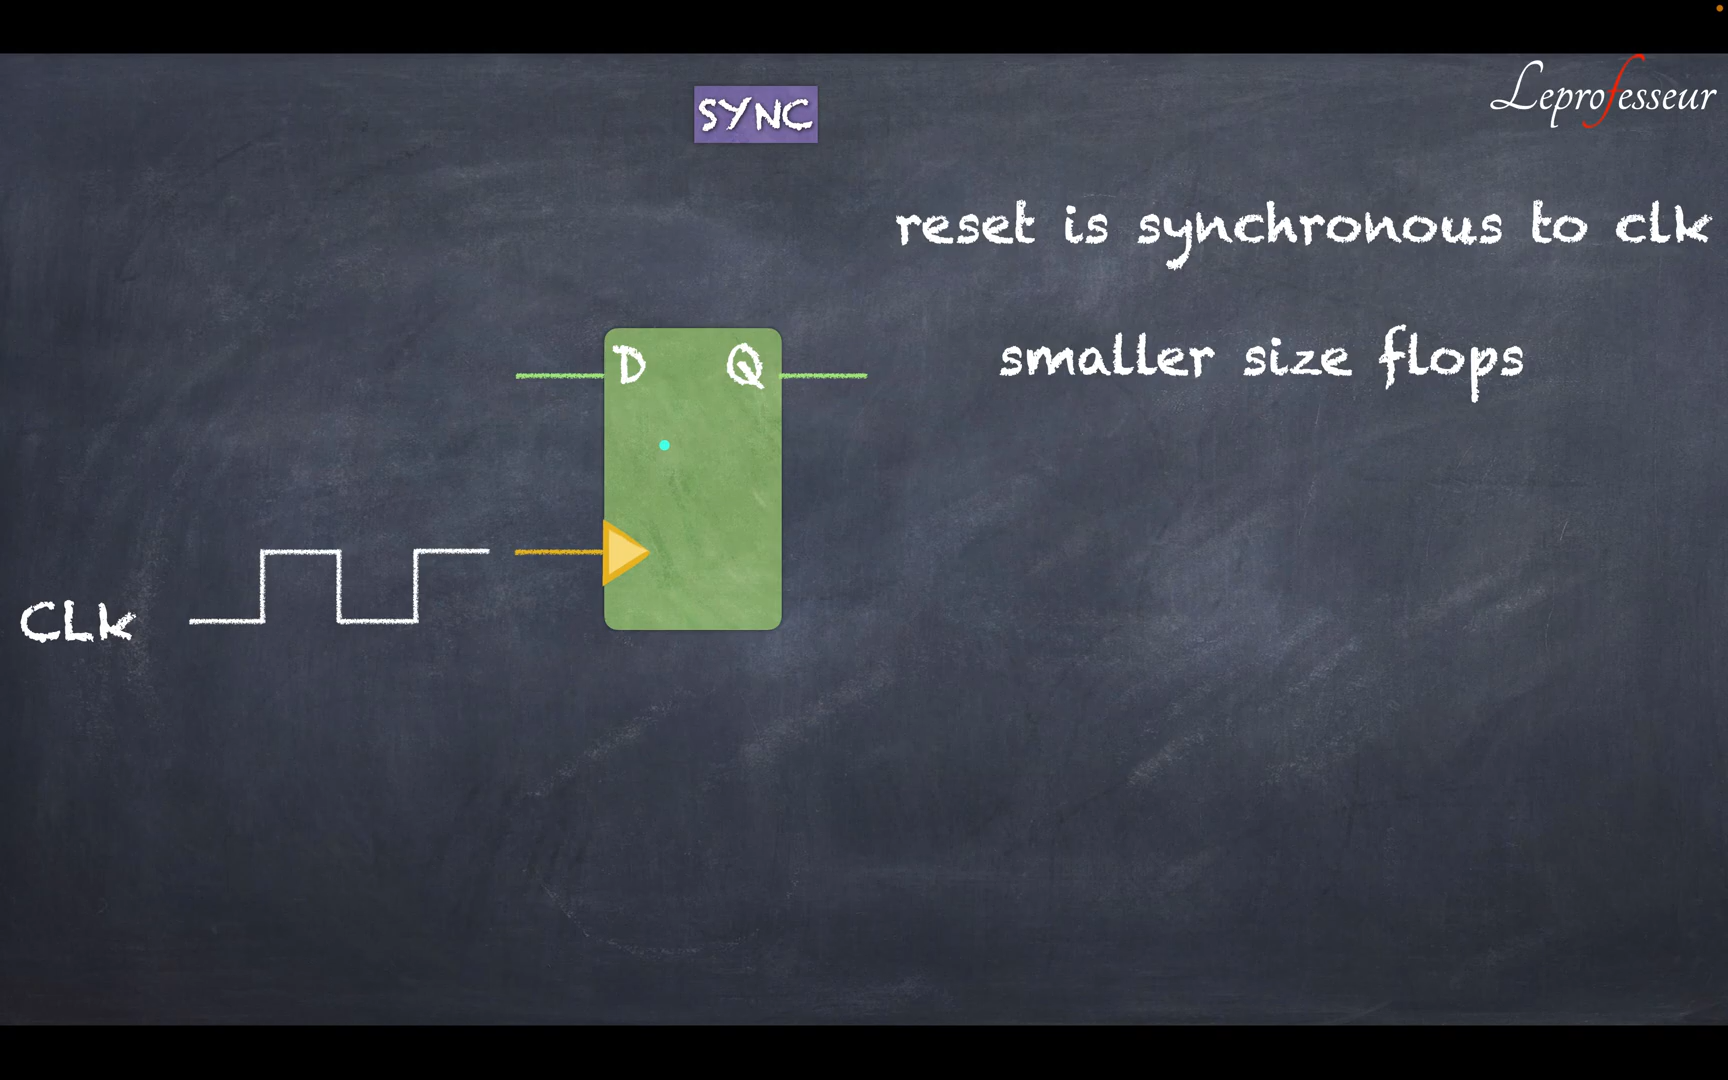 Leprofesseur
SYNC
reset is synchronous to clk
smaller size flops
D Q
CLk